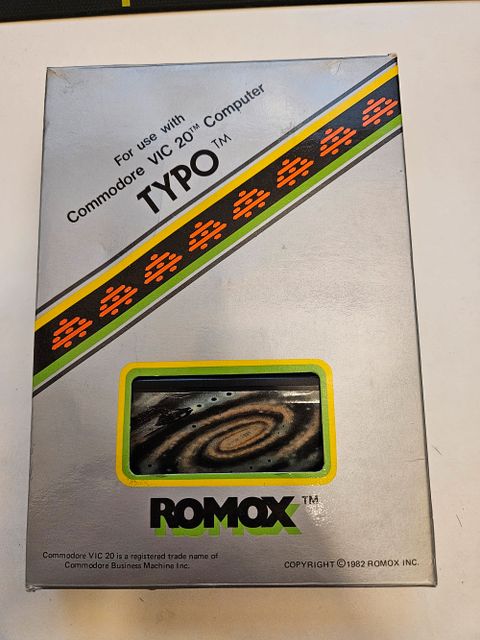 For use with
Commodore VIC 20™ Computer
TYPO™
ROMOX™
Commodore VIC 20 is a registered trade name of
Commodore Business Machine Inc.
COPYRIGHT ©1982 ROMOX INC.